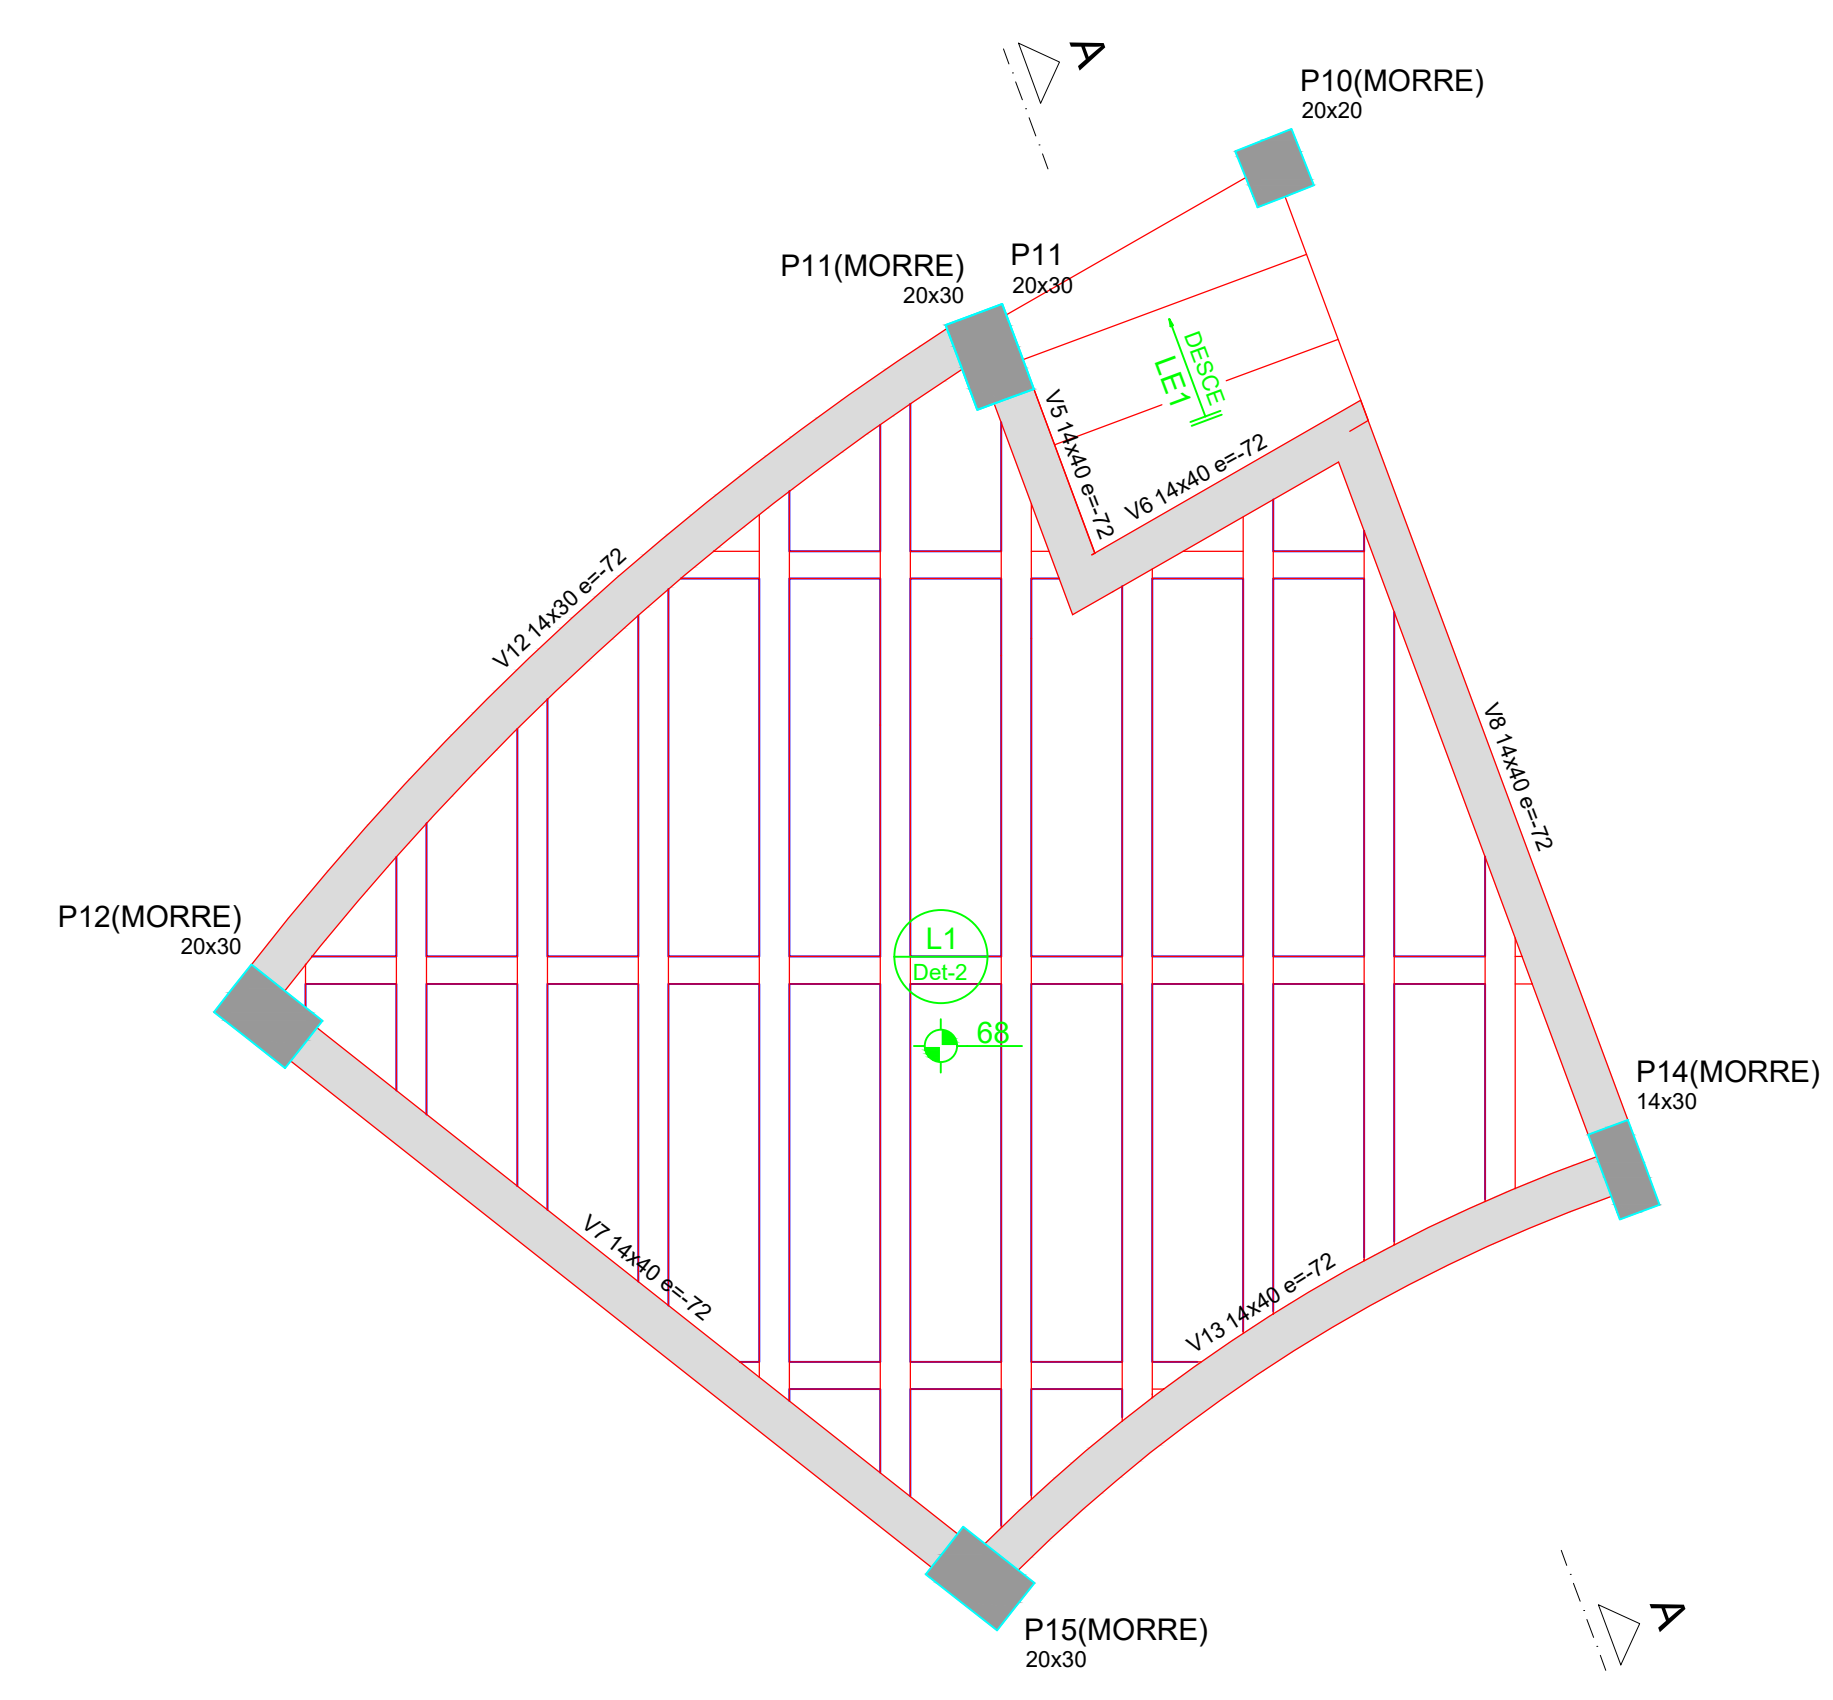 A
P10(MORRE)
20x20
P11(MORRE)
20x30
P11
20x30
DESCE
LE1
V5 14x40 e=-72
V6 14x40 e=-72
V12 14x30 e=-72
V8 14x40 e=-72
P12(MORRE)
20x30
L1
Det-2
68
P14(MORRE)
14x30
V7 14x40 e=-72
V13 14x40 e=-72
A
P15(MORRE)
20x30